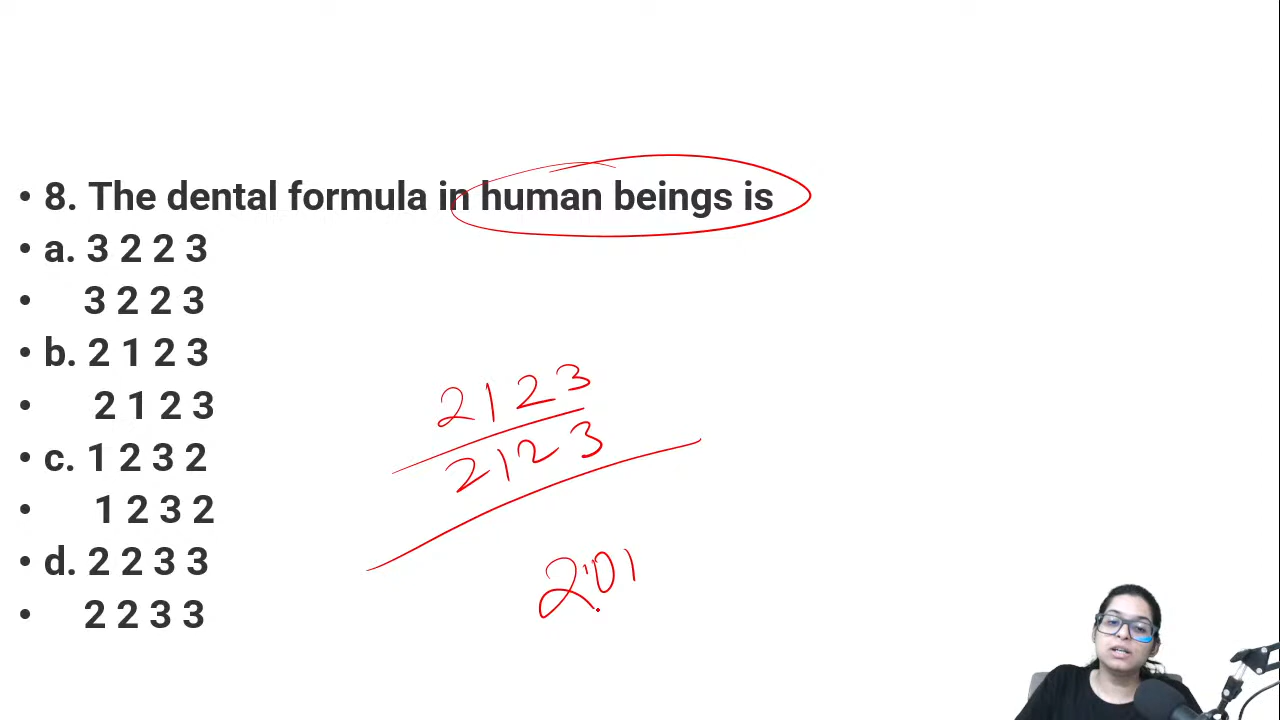 • 8. The dental formula in human beings is
• a. 3 2 2 3
• 3 2 2 3
• b. 2 1 2 3
• 2 1 2 3
• c. 1 2 3 2
• 1 2 3 2
• d. 2 2 3 3
• 2 2 3 3
2 1 2 3
2 1 2 3